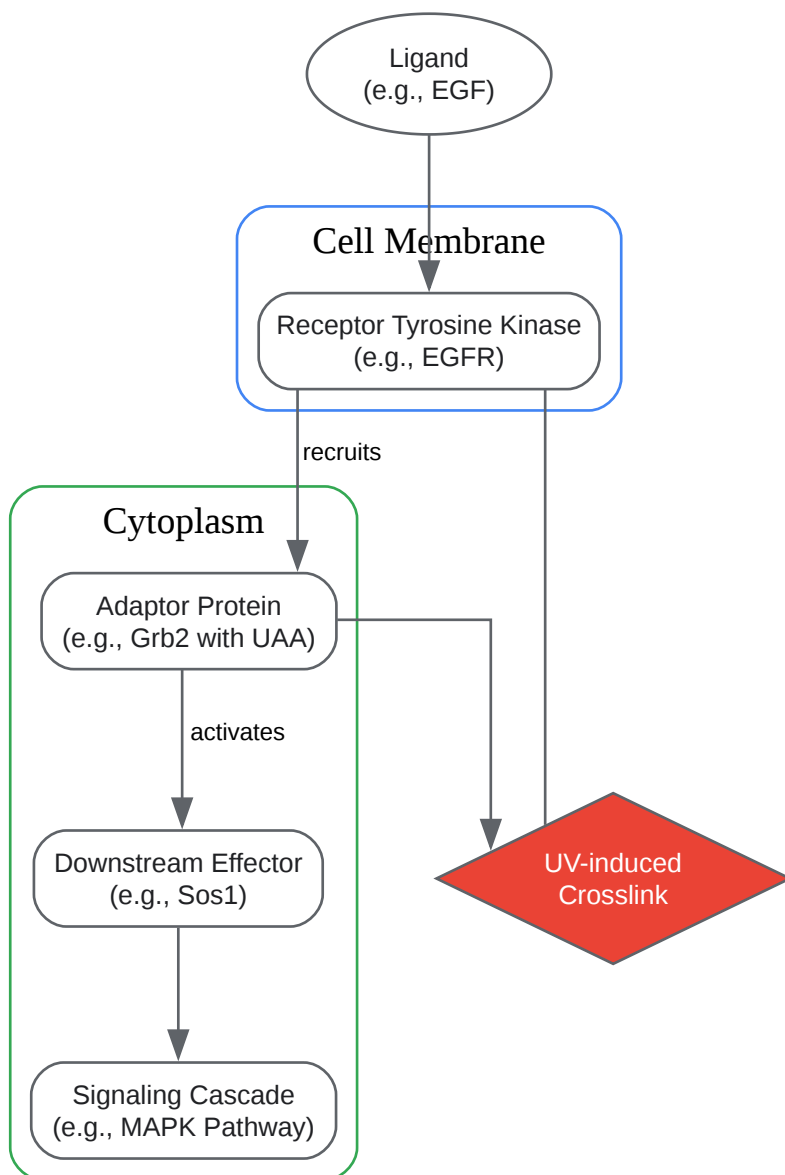 Ligand
(e.g., EGF)
Cell Membrane
Receptor Tyrosine Kinase
(e.g., EGFR)
recruits
Cytoplasm
Adaptor Protein
(e.g., Grb2 with UAA)
activates
Downstream Effector
(e.g., Sos1)
UV-induced
Crosslink
Signaling Cascade
(e.g., MAPK Pathway)